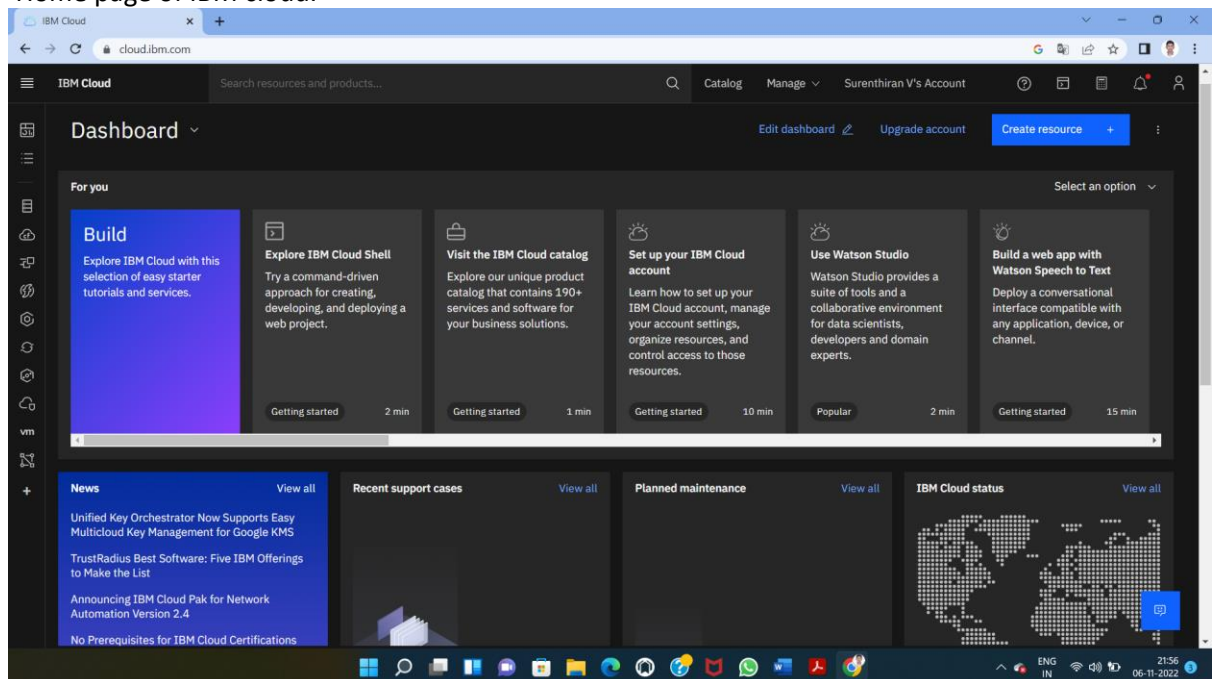 Home page of IBM cloud.
IBM Cloud
cloud.ibm.com
IBM Cloud
Search resources and products...
Catalog
Manage
Surenthiran V's Account
Dashboard
Edit dashboard
Upgrade account
Create resource +
For you
Select an option
Build
Explore IBM Cloud with this
selection of easy starter
tutorials and services.
Explore IBM Cloud Shell
Try a command-driven
approach for creating,
developing, and deploying a
web project.
Getting started 2 min
Visit the IBM Cloud catalog
Explore our unique product
catalog that contains 190+
services and software for
your business solutions.
Getting started 1 min
Set up your IBM Cloud
account
Learn how to set up your
IBM Cloud account, manage
your account settings,
organize resources, and
control access to those
resources.
Getting started 10 min
Use Watson Studio
Watson Studio provides a
suite of tools and a
collaborative environment
for data scientists,
developers and domain
experts.
Popular 2 min
Build a web app with
Watson Speech to Text
Deploy a conversational
interface compatible with
any application, device, or
channel.
Getting started 15 min
vm
News View all
Unified Key Orchestrator Now Supports Easy
Multicloud Key Management for Google KMS
TrustRadius Best Software: Five IBM Offerings
to Make the List
Announcing IBM Cloud Pak for Network
Automation Version 2.4
No Prerequisites for IBM Cloud Certifications
Recent support cases View all
Planned maintenance View all
IBM Cloud status View all
ENG
IN
21:56
06-11-2022
3